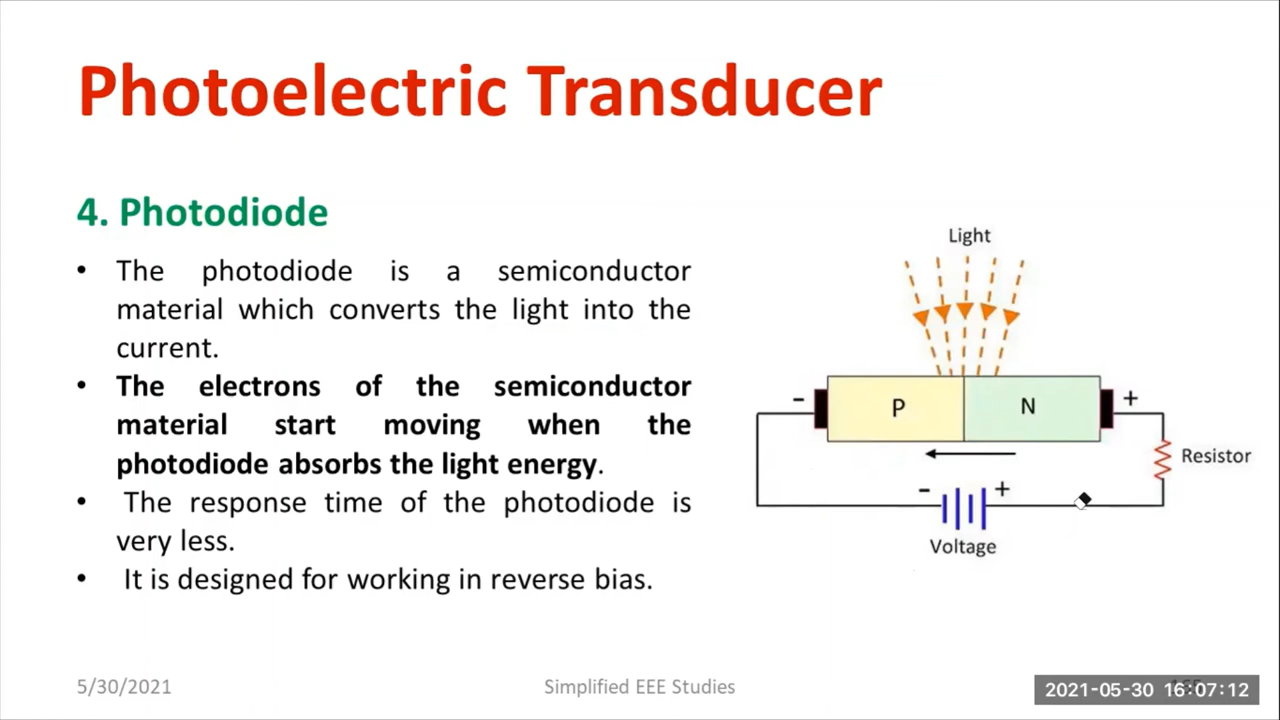 Photoelectric Transducer
4. Photodiode
• The photodiode is a semiconductor
material which converts the light into the
current.
• The electrons of the semiconductor
material start moving when the
photodiode absorbs the light energy.
• The response time of the photodiode is
very less.
• It is designed for working in reverse bias.
Light
- P N +
Resistor
- +
Voltage
5/30/2021
Simplified EEE Studies
2021-05-30 16:07:12